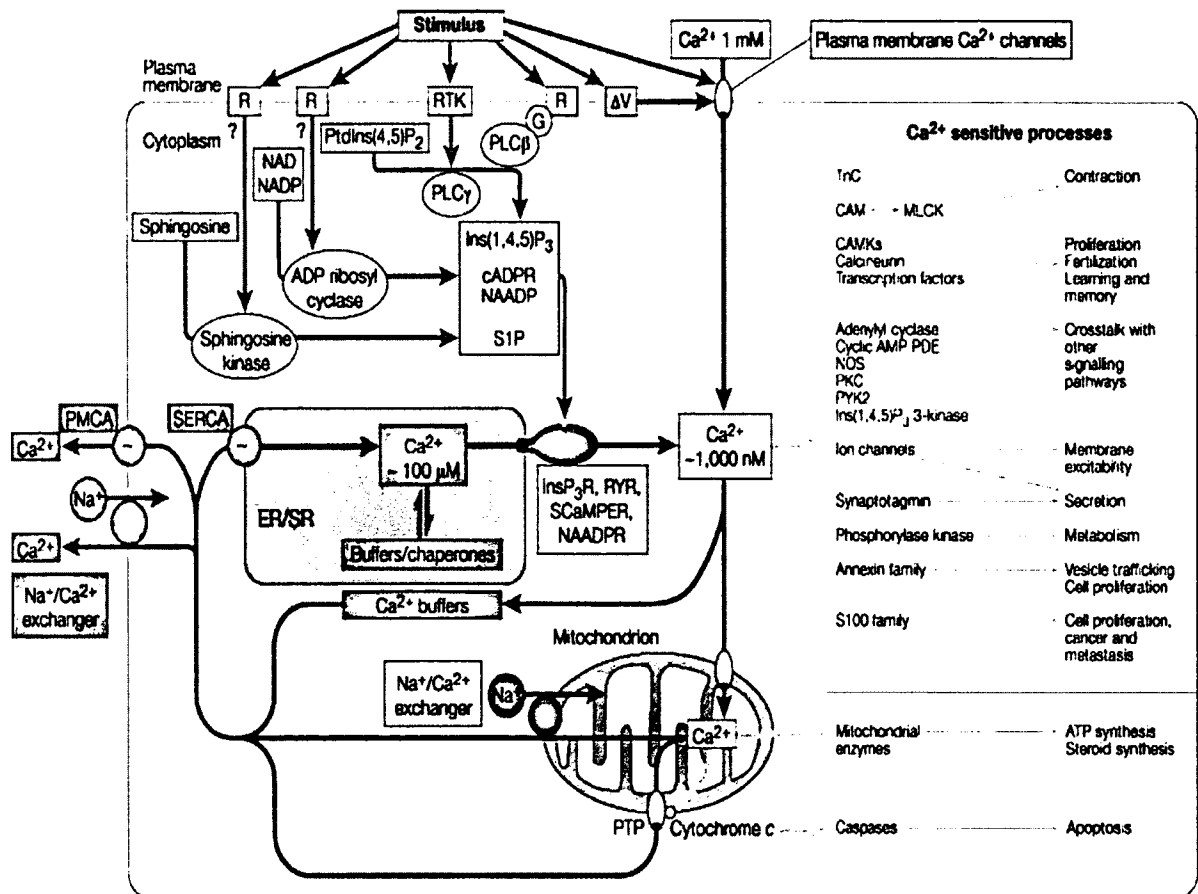 Stimulus
Ca²⁺ 1 mM
Plasma membrane Ca²⁺ channels
Plasma
membrane
R
R
RTK
R
ΔV
?
?
G
Cytoplasm
PtdIns(4,5)P₂
PLCβ
NAD
NADP
PLCγ
Sphingosine
Ins(1,4,5)P₃
cADPR
NAADP
S1P
ADP ribosyl
cyclase
Sphingosine
kinase
PMCA
SERCA
Ca²⁺
~
~
Ca²⁺
~ 100 µM
Ca²⁺
~1,000 nM
Na⁺
InsP₃R, RYR,
SCaMPER,
NAADPR
ER/SR
Ca²⁺
Buffers/chaperones
Na⁺/Ca²⁺
exchanger
Ca²⁺ buffers
Mitochondrion
Na⁺/Ca²⁺
exchanger
Na⁺
Ca²⁺
PTP
Cytochrome c
Ca²⁺ sensitive processes
TnC
Contraction
CAM
MLCK
CAMKs
Calcineurin
Transcription factors
Proliferation
Fertilization
Learning and
memory
Adenylyl cyclase
Cyclic AMP PDE
NOS
PKC
PYK2
Ins(1,4,5)P₃ 3-kinase
Crosstalk with
other
signalling
pathways
Ion channels
Membrane
excitability
Synaptotagmin
Secretion
Phosphorylase kinase
Metabolism
Annexin family
Vesicle trafficking
Cell proliferation
S100 family
Cell proliferation,
cancer and
metastasis
Mitochondrial
enzymes
ATP synthesis
Steroid synthesis
Caspases
Apoptosis